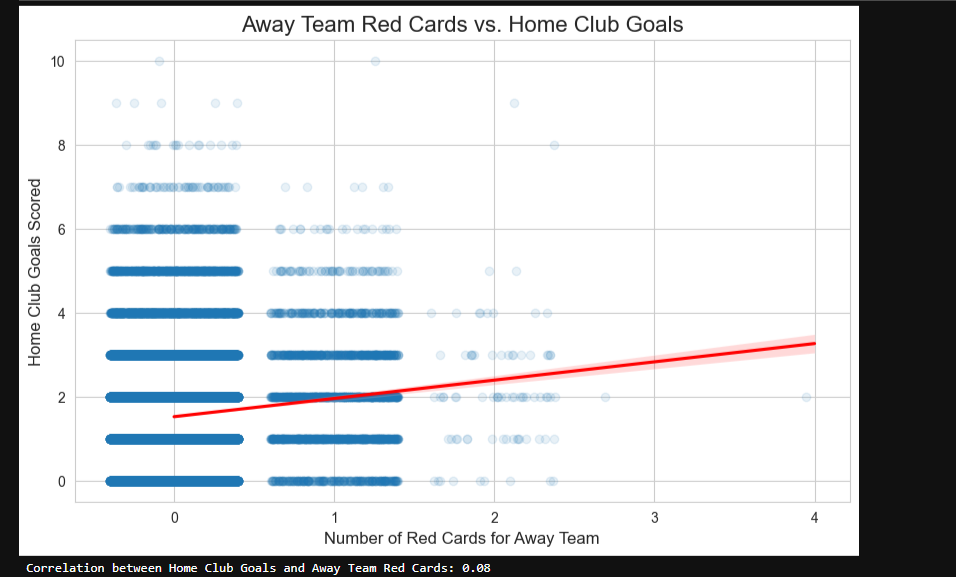 Away Team Red Cards vs. Home Club Goals
Home Club Goals Scored
10
8
6
4
2
0
0 1 2 3 4
Number of Red Cards for Away Team
Correlation between Home Club Goals and Away Team Red Cards: 0.08